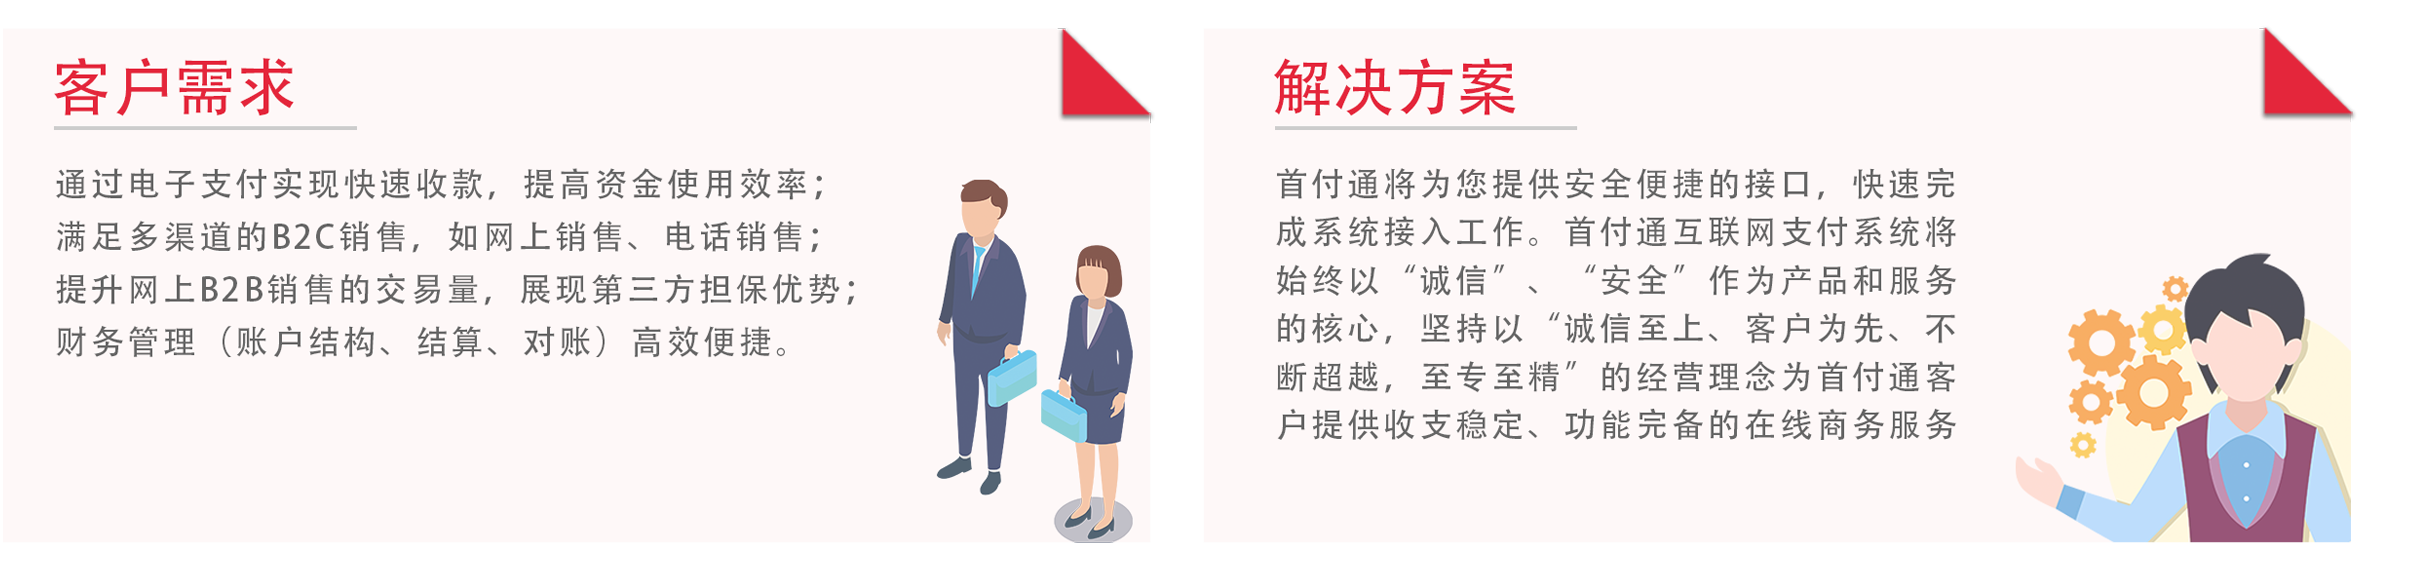 客户需求
通过电子支付实现快速收款，提高资金使用效率；
满足多渠道的B2C销售，如网上销售、电话销售；
提升网上B2B销售的交易量，展现第三方担保优势；
财务管理（账户结构、结算、对账）高效便捷。
解决方案
首付通将为您提供安全便捷的接口，快速完
成系统接入工作。首付通互联网支付系统将
始终以“诚信”、“安全”作为产品和服务
的核心，坚持以“诚信至上、客户为先、不
断超越，至专至精”的经营理念为首付通客
户提供收支稳定、功能完备的在线商务服务